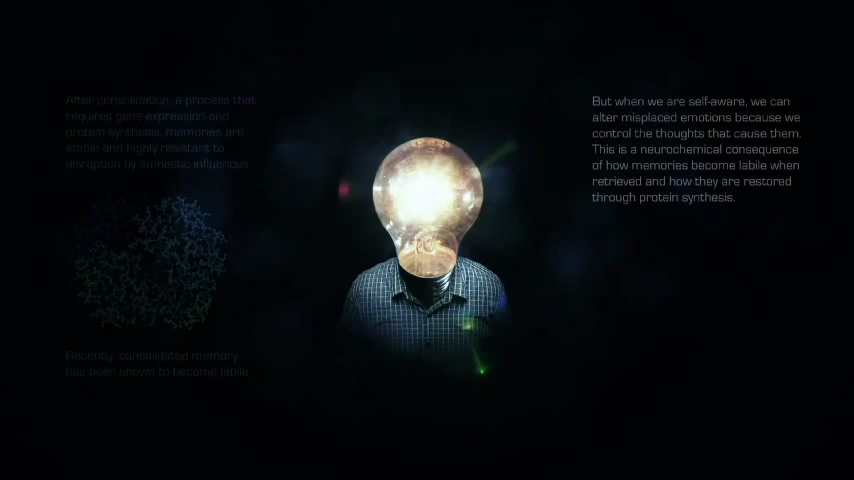 After consolidation, a process that
requires gene expression and
protein synthesis, memories are
stable and highly resistant to
disruption by amnestic influences.
Recently, consolidated memory
has been shown to become labile
But when we are self-aware, we can
alter misplaced emotions because we
control the thoughts that cause them.
This is a neurochemical consequence
of how memories become labile when
retrieved and how they are restored
through protein synthesis.